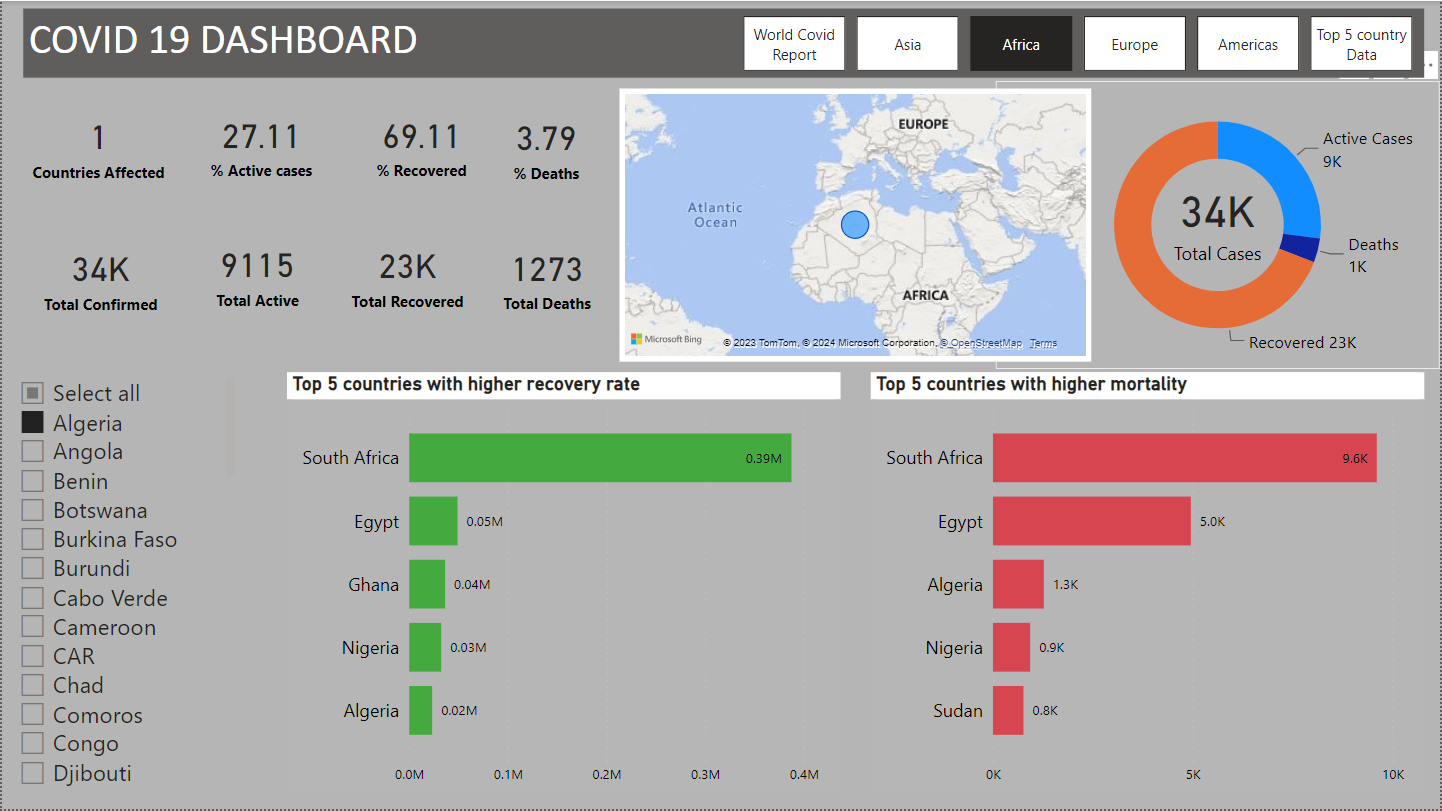 COVID 19 DASHBOARD
World Covid
Report
Asia
Africa
Europe
Americas
Top 5 country
Data
1
Countries Affected
27.11
% Active cases
69.11
% Recovered
3.79
% Deaths
34K
Total Confirmed
9115
Total Active
23K
Total Recovered
1273
Total Deaths
EUROPE
Atlantic
Ocean
AFRICA
Microsoft Bing
© 2023 TomTom, © 2024 Microsoft Corporation, © OpenStreetMap Terms
Active Cases
9K
34K
Total Cases
Deaths
1K
Recovered 23K
Select all
Algeria
Angola
Benin
Botswana
Burkina Faso
Burundi
Cabo Verde
Cameroon
CAR
Chad
Comoros
Congo
Djibouti
Top 5 countries with higher recovery rate
South Africa 0.39M
Egypt 0.05M
Ghana 0.04M
Nigeria 0.03M
Algeria 0.02M
0.0M 0.1M 0.2M 0.3M 0.4M
Top 5 countries with higher mortality
South Africa 9.6K
Egypt 5.0K
Algeria 1.3K
Nigeria 0.9K
Sudan 0.8K
0K 5K 10K